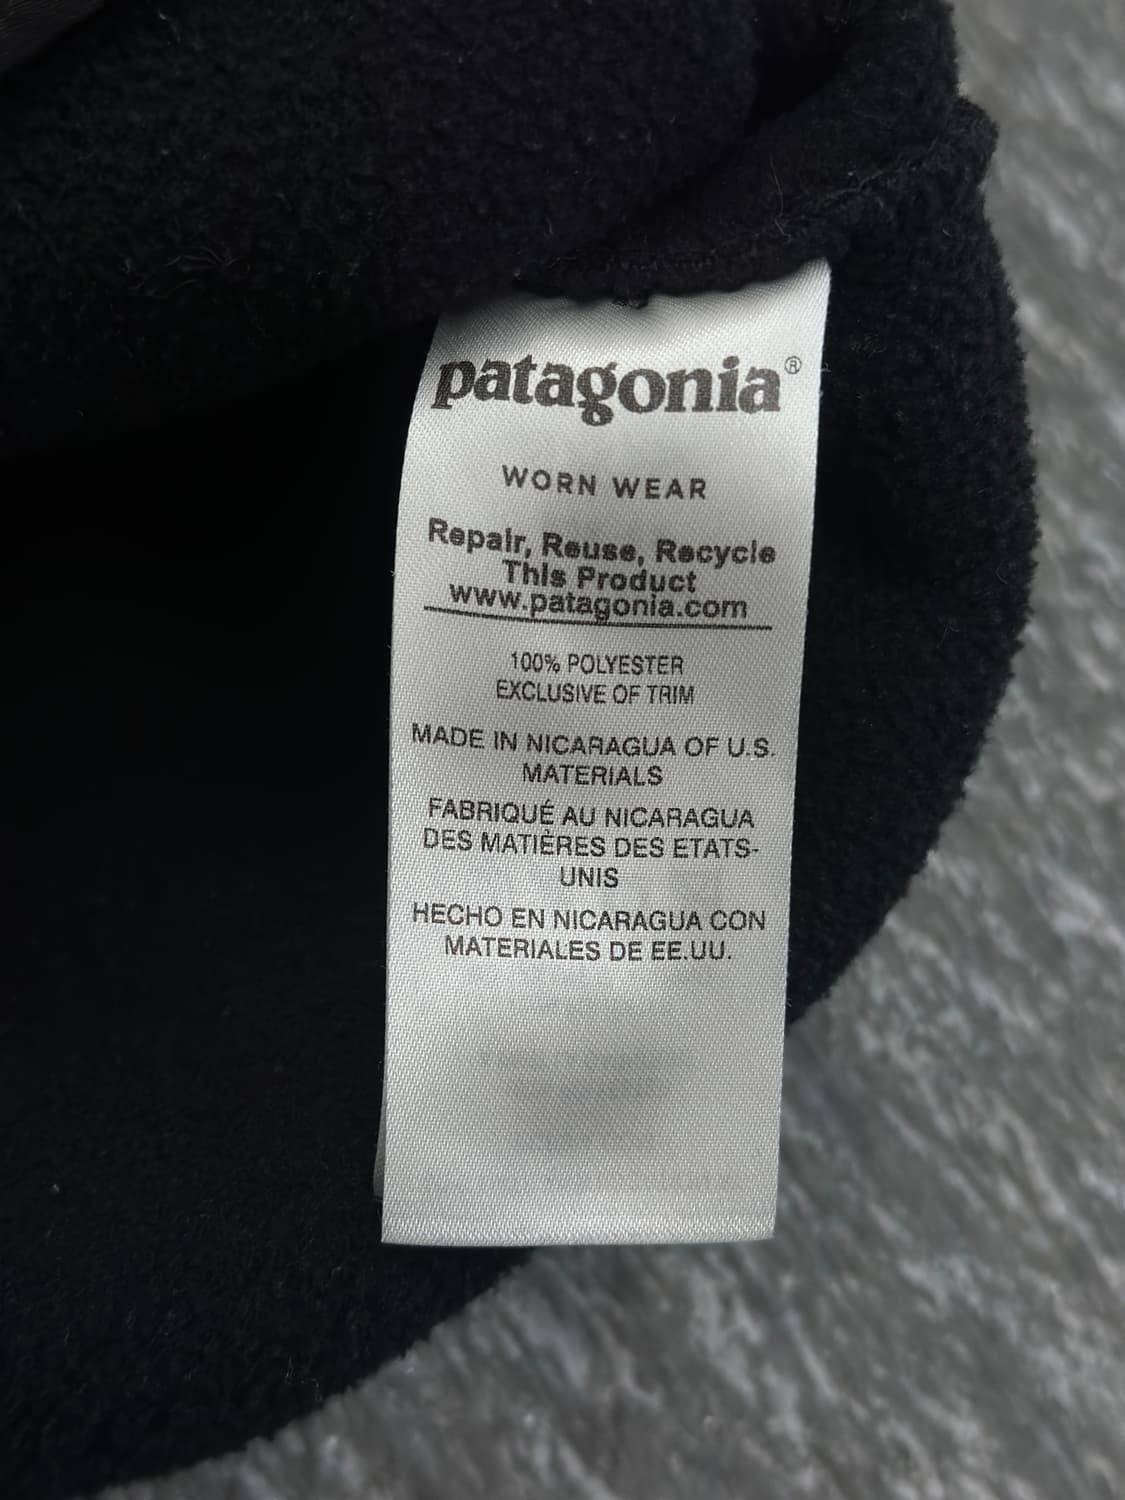 patagonia®
WORN WEAR
Repair, Reuse, Recycle
This Product
www.patagonia.com
100% POLYESTER
EXCLUSIVE OF TRIM
MADE IN NICARAGUA OF U.S.
MATERIALS
FABRIQUÉ AU NICARAGUA
DES MATIÈRES DES ETATS-
UNIS
HECHO EN NICARAGUA CON
MATERIALES DE EE.UU.